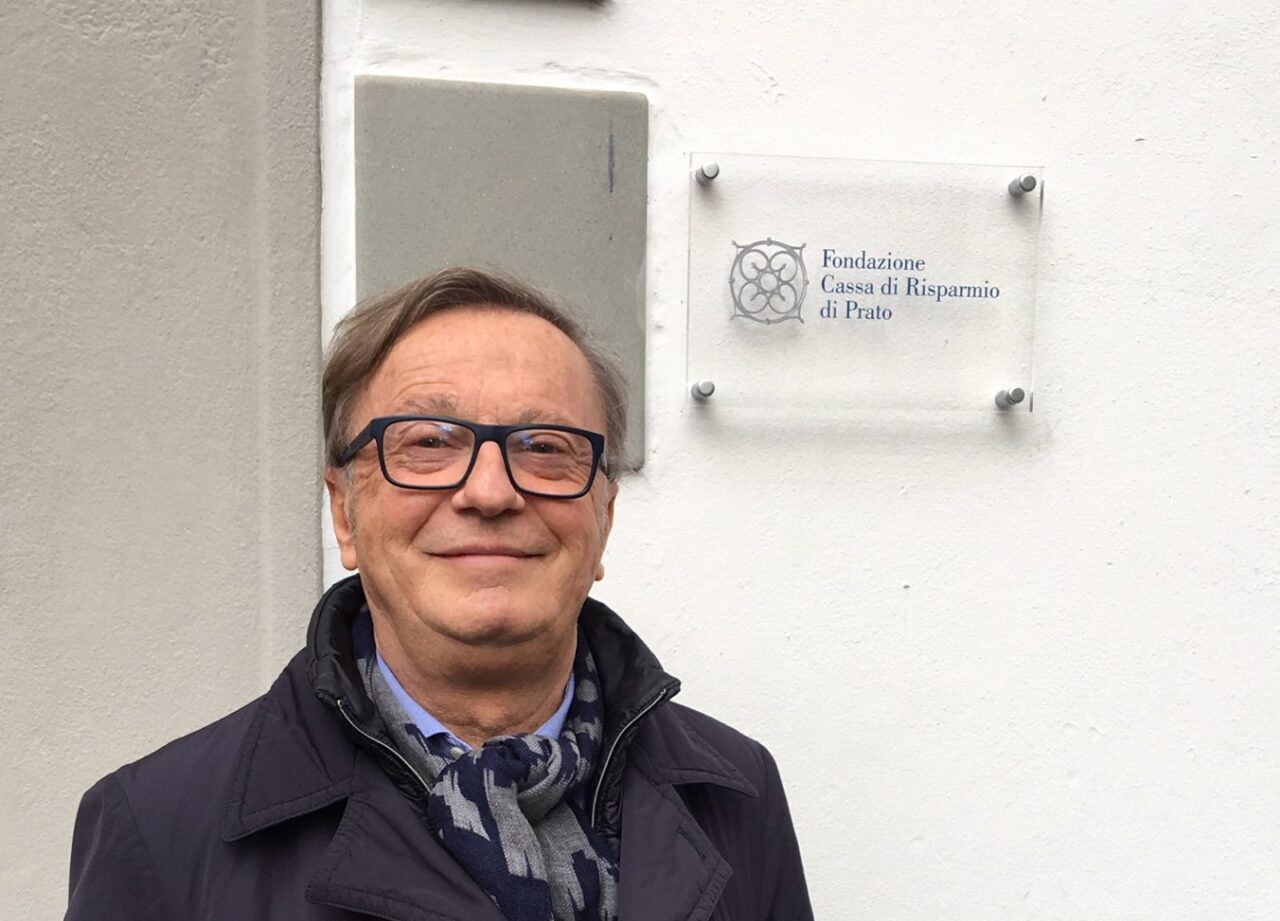 Fondazione
Cassa di Risparmio
di Prato